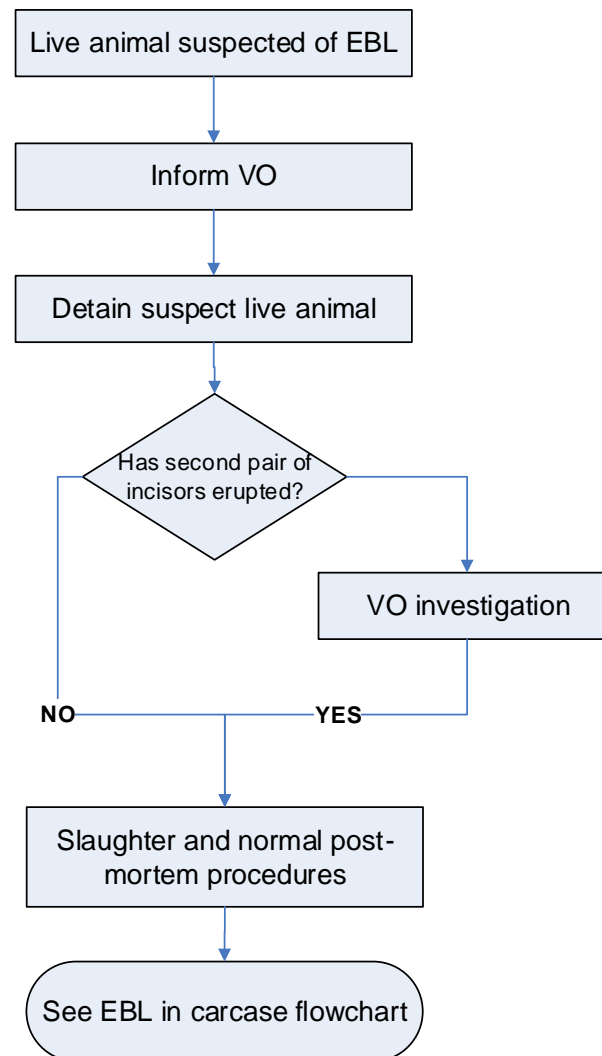 Live animal suspected of EBL
Inform VO
Detain suspect live animal
Has second pair of
incisors erupted?
VO investigation
NO
YES
Slaughter and normal post-
mortem procedures
See EBL in carcase flowchart